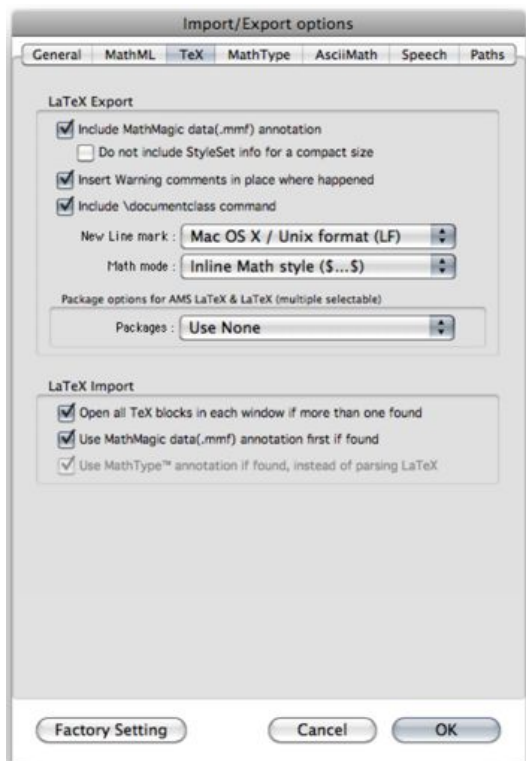 Import/Export options
General MathML TeX MathType AsciiMath Speech Paths
LaTeX Export
Include MathMagic data(.mmf) annotation
Do not include StyleSet info for a compact size
Insert Warning comments in place where happened
Include \documentclass command
New Line mark : Mac OS X / Unix format (LF)
Math mode : Inline Math style ($...$)
Package options for AMS LaTeX & LaTeX (multiple selectable)
Packages : Use None
LaTeX Import
Open all TeX blocks in each window if more than one found
Use MathMagic data(.mmf) annotation first if found
Use MathType™ annotation if found, instead of parsing LaTeX
Factory Setting Cancel OK